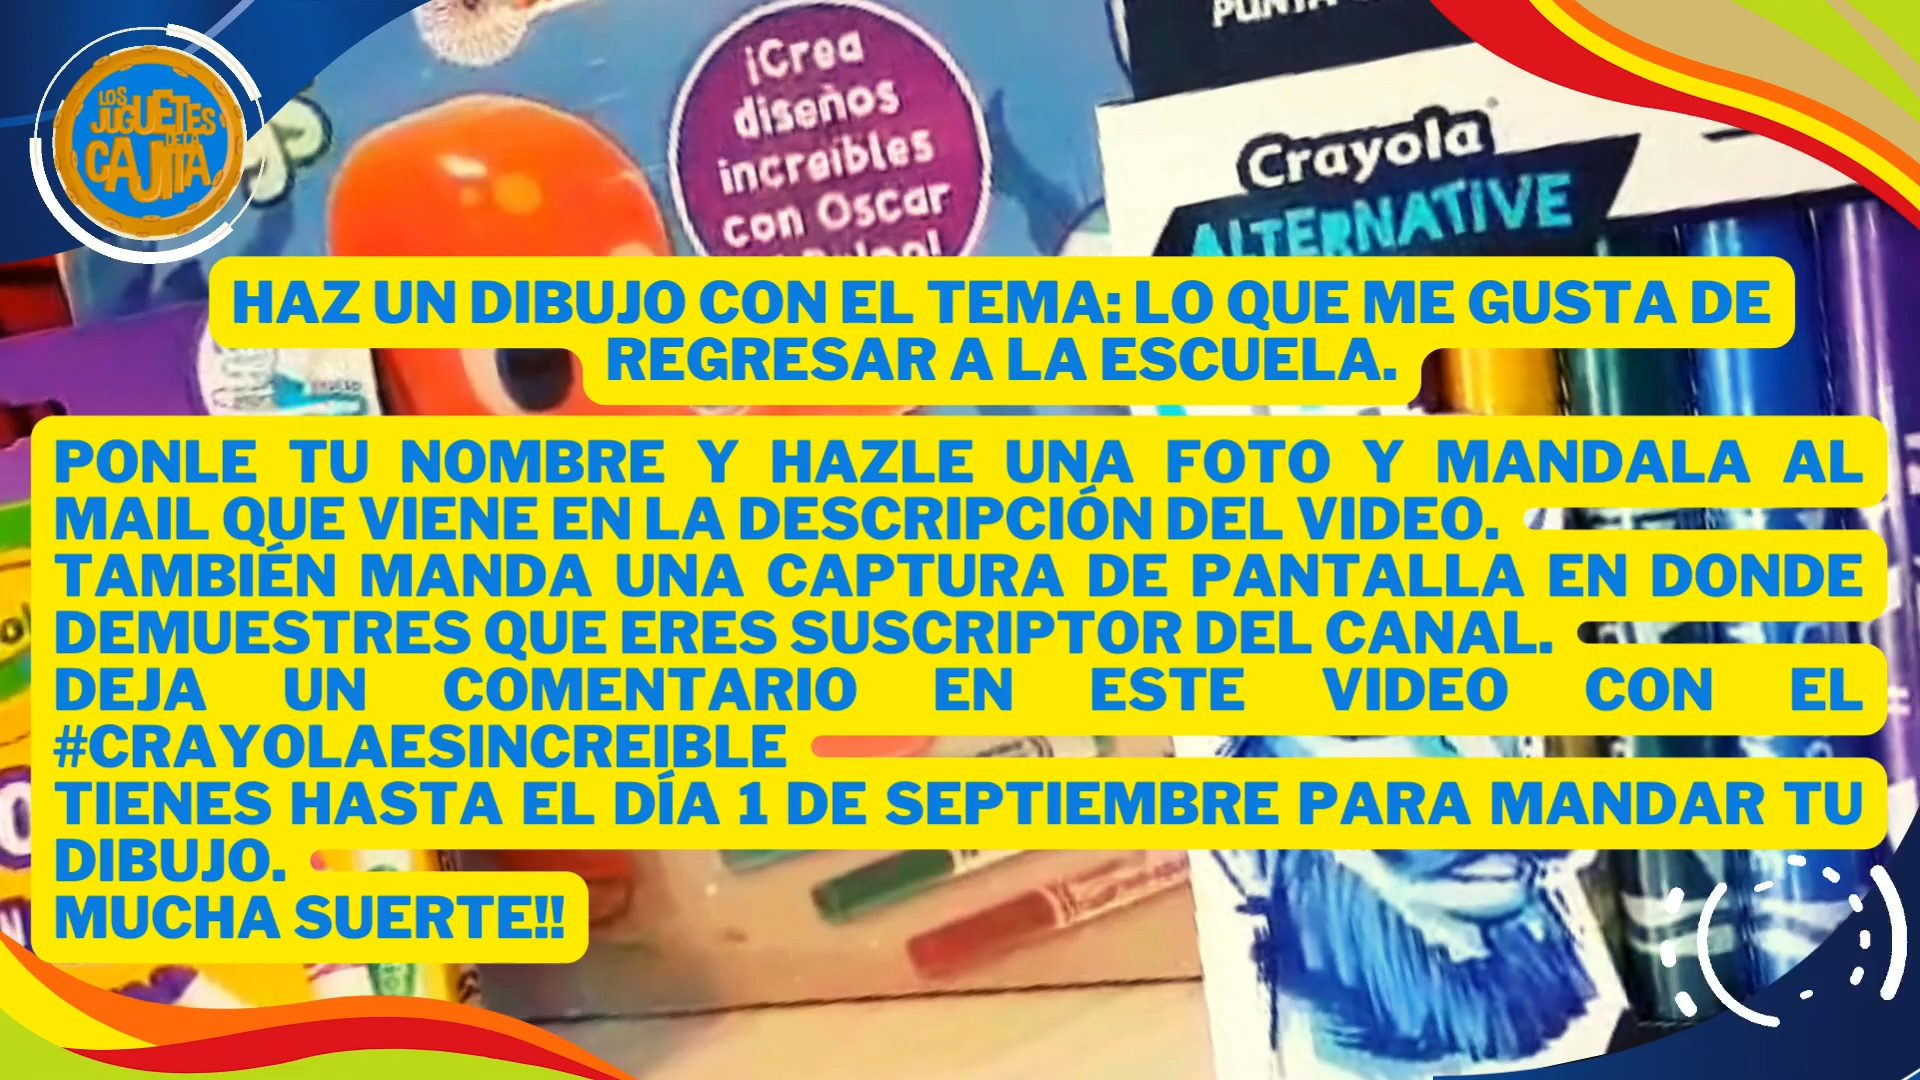 LOS
JUGUETES
DE LA
CAJITA
¡Crea
diseños
increíbles
con Oscar
Crayola
ALTERNATIVE
HAZ UN DIBUJO CON EL TEMA: LO QUE ME GUSTA DE
REGRESAR A LA ESCUELA.
PONLE TU NOMBRE Y HAZLE UNA FOTO Y MANDALA AL
MAIL QUE VIENE EN LA DESCRIPCIÓN DEL VIDEO.
TAMBIÉN MANDA UNA CAPTURA DE PANTALLA EN DONDE
DEMUESTRES QUE ERES SUSCRIPTOR DEL CANAL.
DEJA UN COMENTARIO EN ESTE VIDEO CON EL
#CRAYOLAESINCREIBLE
TIENES HASTA EL DÍA 1 DE SEPTIEMBRE PARA MANDAR TU
DIBUJO.
MUCHA SUERTE!!